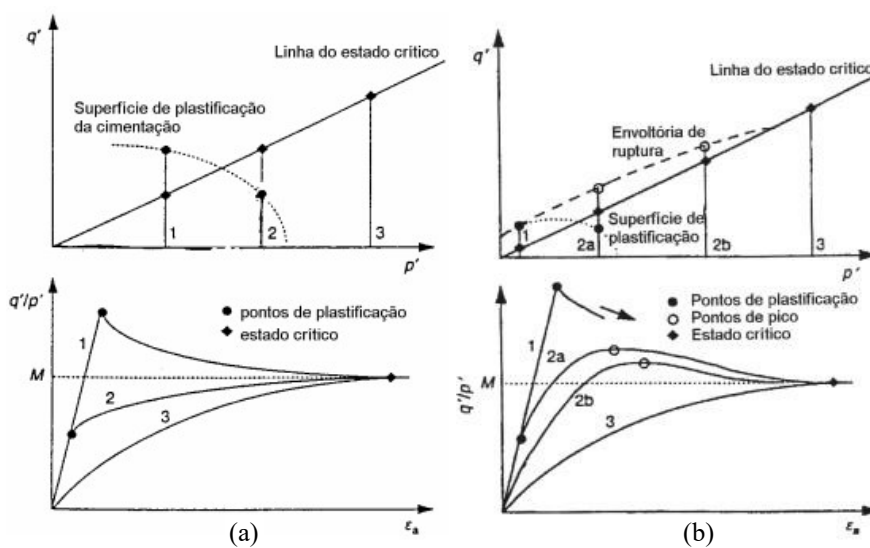 q'
Linha do estado crítico
Superfície de plastificação
da cimentação
1
2
3
p'
q'/p'
pontos de plastificação
estado crítico
1
M
2
3
εa
(a)
q'
Linha do estado crítico
Envoltória de
ruptura
1
Superfície de
plastificação
2a
2b
3
p'
Pontos de plastificação
Pontos de pico
Estado crítico
1
2a
M
q'/p'
2b
3
εa
(b)